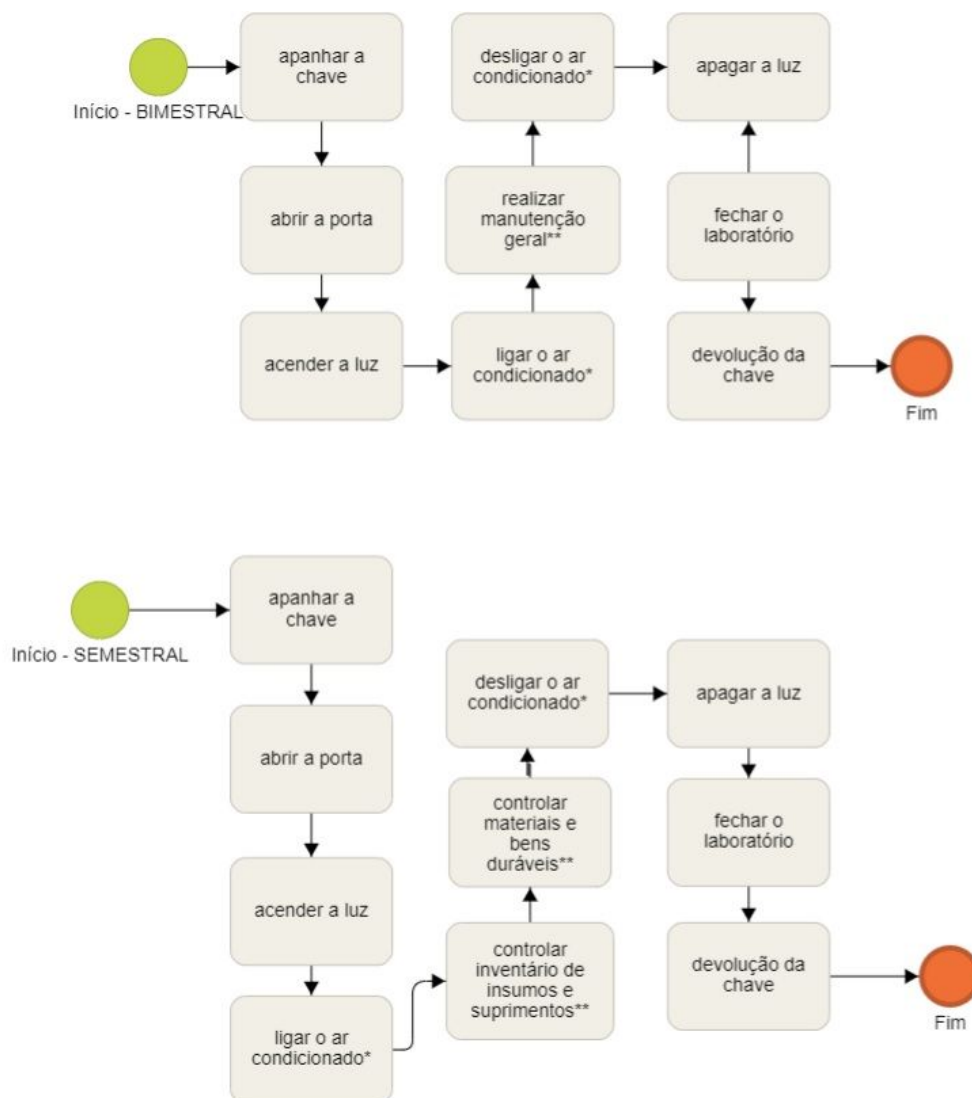 Início - BIMESTRAL
apanhar a
chave
abrir a porta
acender a luz
ligar o ar
condicionado*
realizar
manutenção
geral**
desligar o ar
condicionado*
apagar a luz
fechar o
laboratório
devolução da
chave
Fim
Início - SEMESTRAL
apanhar a
chave
abrir a porta
acender a luz
ligar o ar
condicionado*
controlar
inventário de
insumos e
suprimentos**
controlar
materiais e
bens
duráveis**
desligar o ar
condicionado*
apagar a luz
fechar o
laboratório
devolução da
chave
Fim